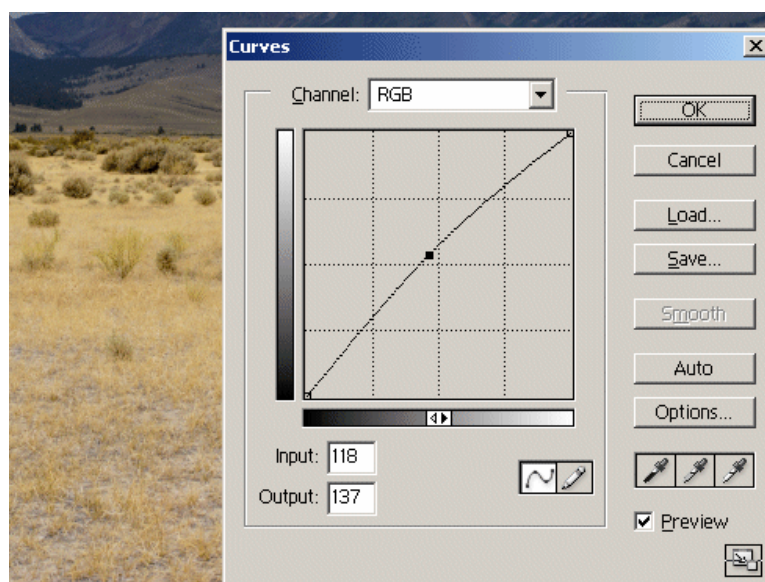 Curves
Channel: RGB
OK
Cancel
Load...
Save...
Smooth
Auto
Options...
Input: 118
Output: 137
Preview